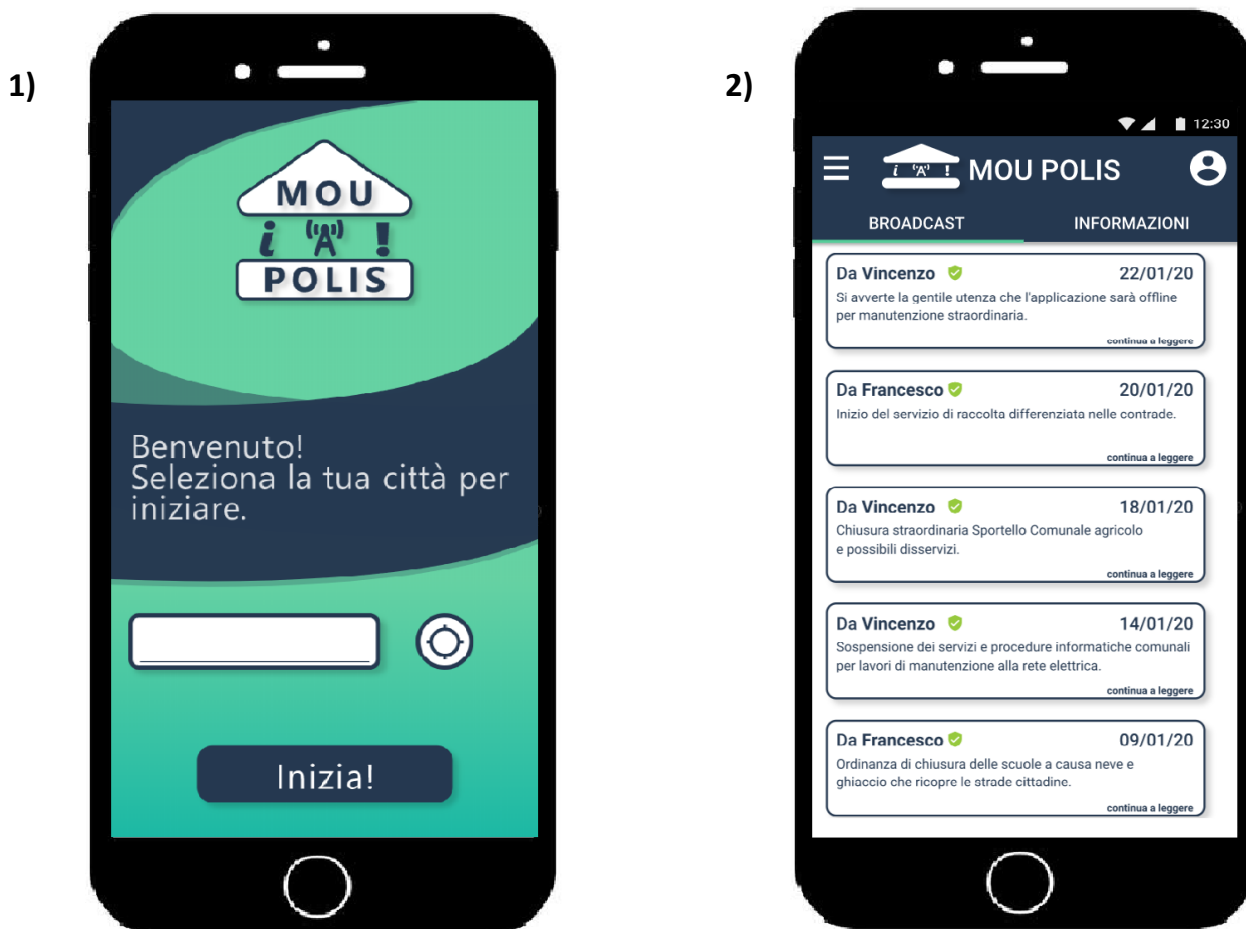 1)
MOU
i (A) !
POLIS
Benvenuto!
Seleziona la tua città per
iniziare.
Inizia!
2)
12:30
i (A) !
MOU POLIS
BROADCAST INFORMAZIONI
Da Vincenzo 22/01/20
Si avverte la gentile utenza che l'applicazione sarà offline
per manutenzione straordinaria.
continua a leggere
Da Francesco 20/01/20
Inizio del servizio di raccolta differenziata nelle contrade.
continua a leggere
Da Vincenzo 18/01/20
Chiusura straordinaria Sportello Comunale agricolo
e possibili disservizi.
continua a leggere
Da Vincenzo 14/01/20
Sospensione dei servizi e procedure informatiche comunali
per lavori di manutenzione alla rete elettrica.
continua a leggere
Da Francesco 09/01/20
Ordinanza di chiusura delle scuole a causa neve e
ghiaccio che ricopre le strade cittadine.
continua a leggere